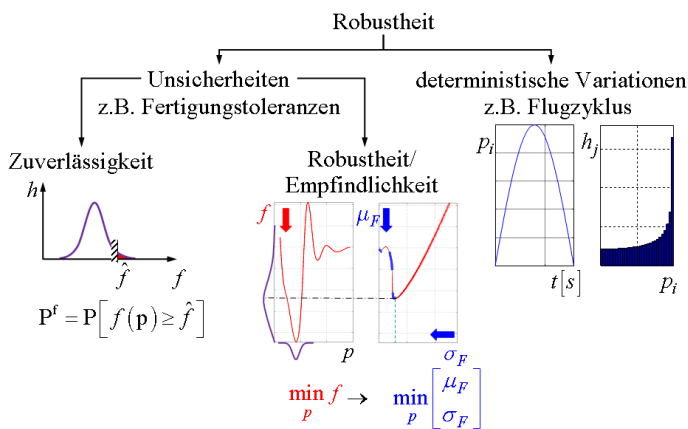 Robustheit
Unsicherheiten
z.B. Fertigungstoleranzen
deterministische Variationen
z.B. Flugzyklus
Zuverlässigkeit
h
f̂
f
P^f = P[ f(p) ≥ f̂ ]
Robustheit/
Empfindlichkeit
f
μ_F
p
σ_F
min_p f → min_p [ μ_F σ_F ]
p_i
t[s]
h_j
p_i